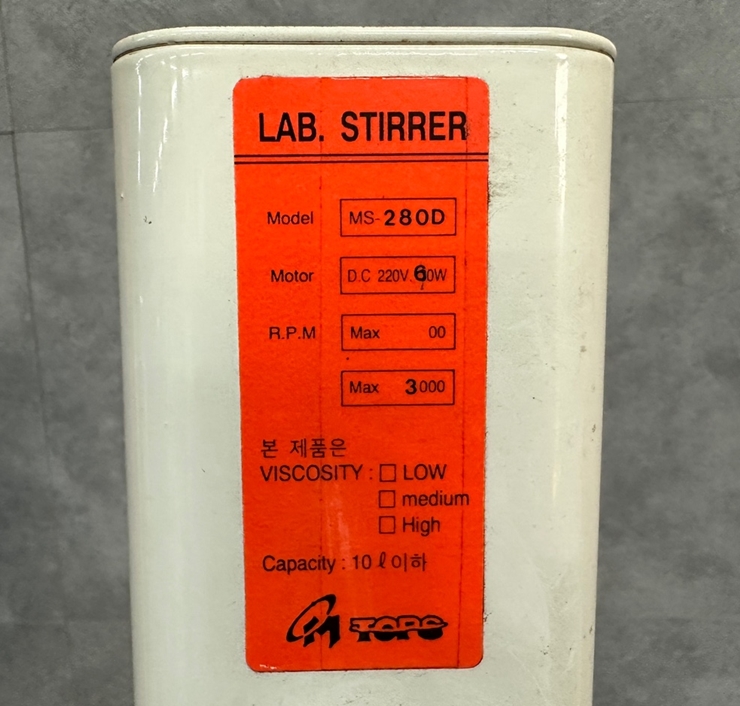 LAB. STIRRER
Model MS-280D
Motor D.C 220V. 60W
R.P.M Max 00
Max 3000
본 제품은
VISCOSITY : □ LOW
□ medium
□ High
Capacity : 10 ℓ 이하
TOPS